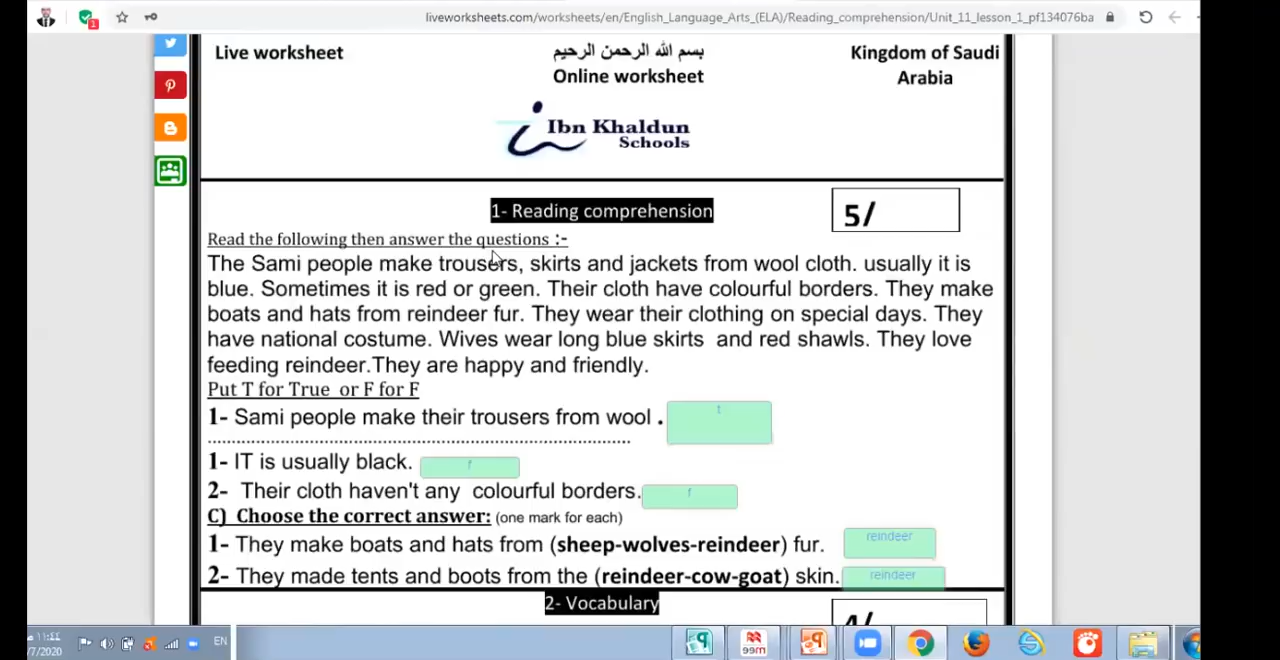 liveworksheets.com/worksheets/en/English_Language_Arts_(ELA)/Reading_comprehension/Unit_11_lesson_1_pf134076ba
Live worksheet
بسم الله الرحمن الرحيم
Kingdom of Saudi
Online worksheet
Arabia
Ibn Khaldun
Schools
1- Reading comprehension
5/
Read the following then answer the questions :-
The Sami people make trousers, skirts and jackets from wool cloth. usually it is
blue. Sometimes it is red or green. Their cloth have colourful borders. They make
boats and hats from reindeer fur. They wear their clothing on special days. They
have national costume. Wives wear long blue skirts and red shawls. They love
feeding reindeer.They are happy and friendly.
Put T for True or F for F
1- Sami people make their trousers from wool . t
1- IT is usually black. f
2- Their cloth haven't any colourful borders. f
C) Choose the correct answer: (one mark for each)
1- They make boats and hats from (sheep-wolves-reindeer) fur. reindeer
2- They made tents and boots from the (reindeer-cow-goat) skin. reindeer
2- Vocabulary
4/
EN
١١:٤٤
/7/2020